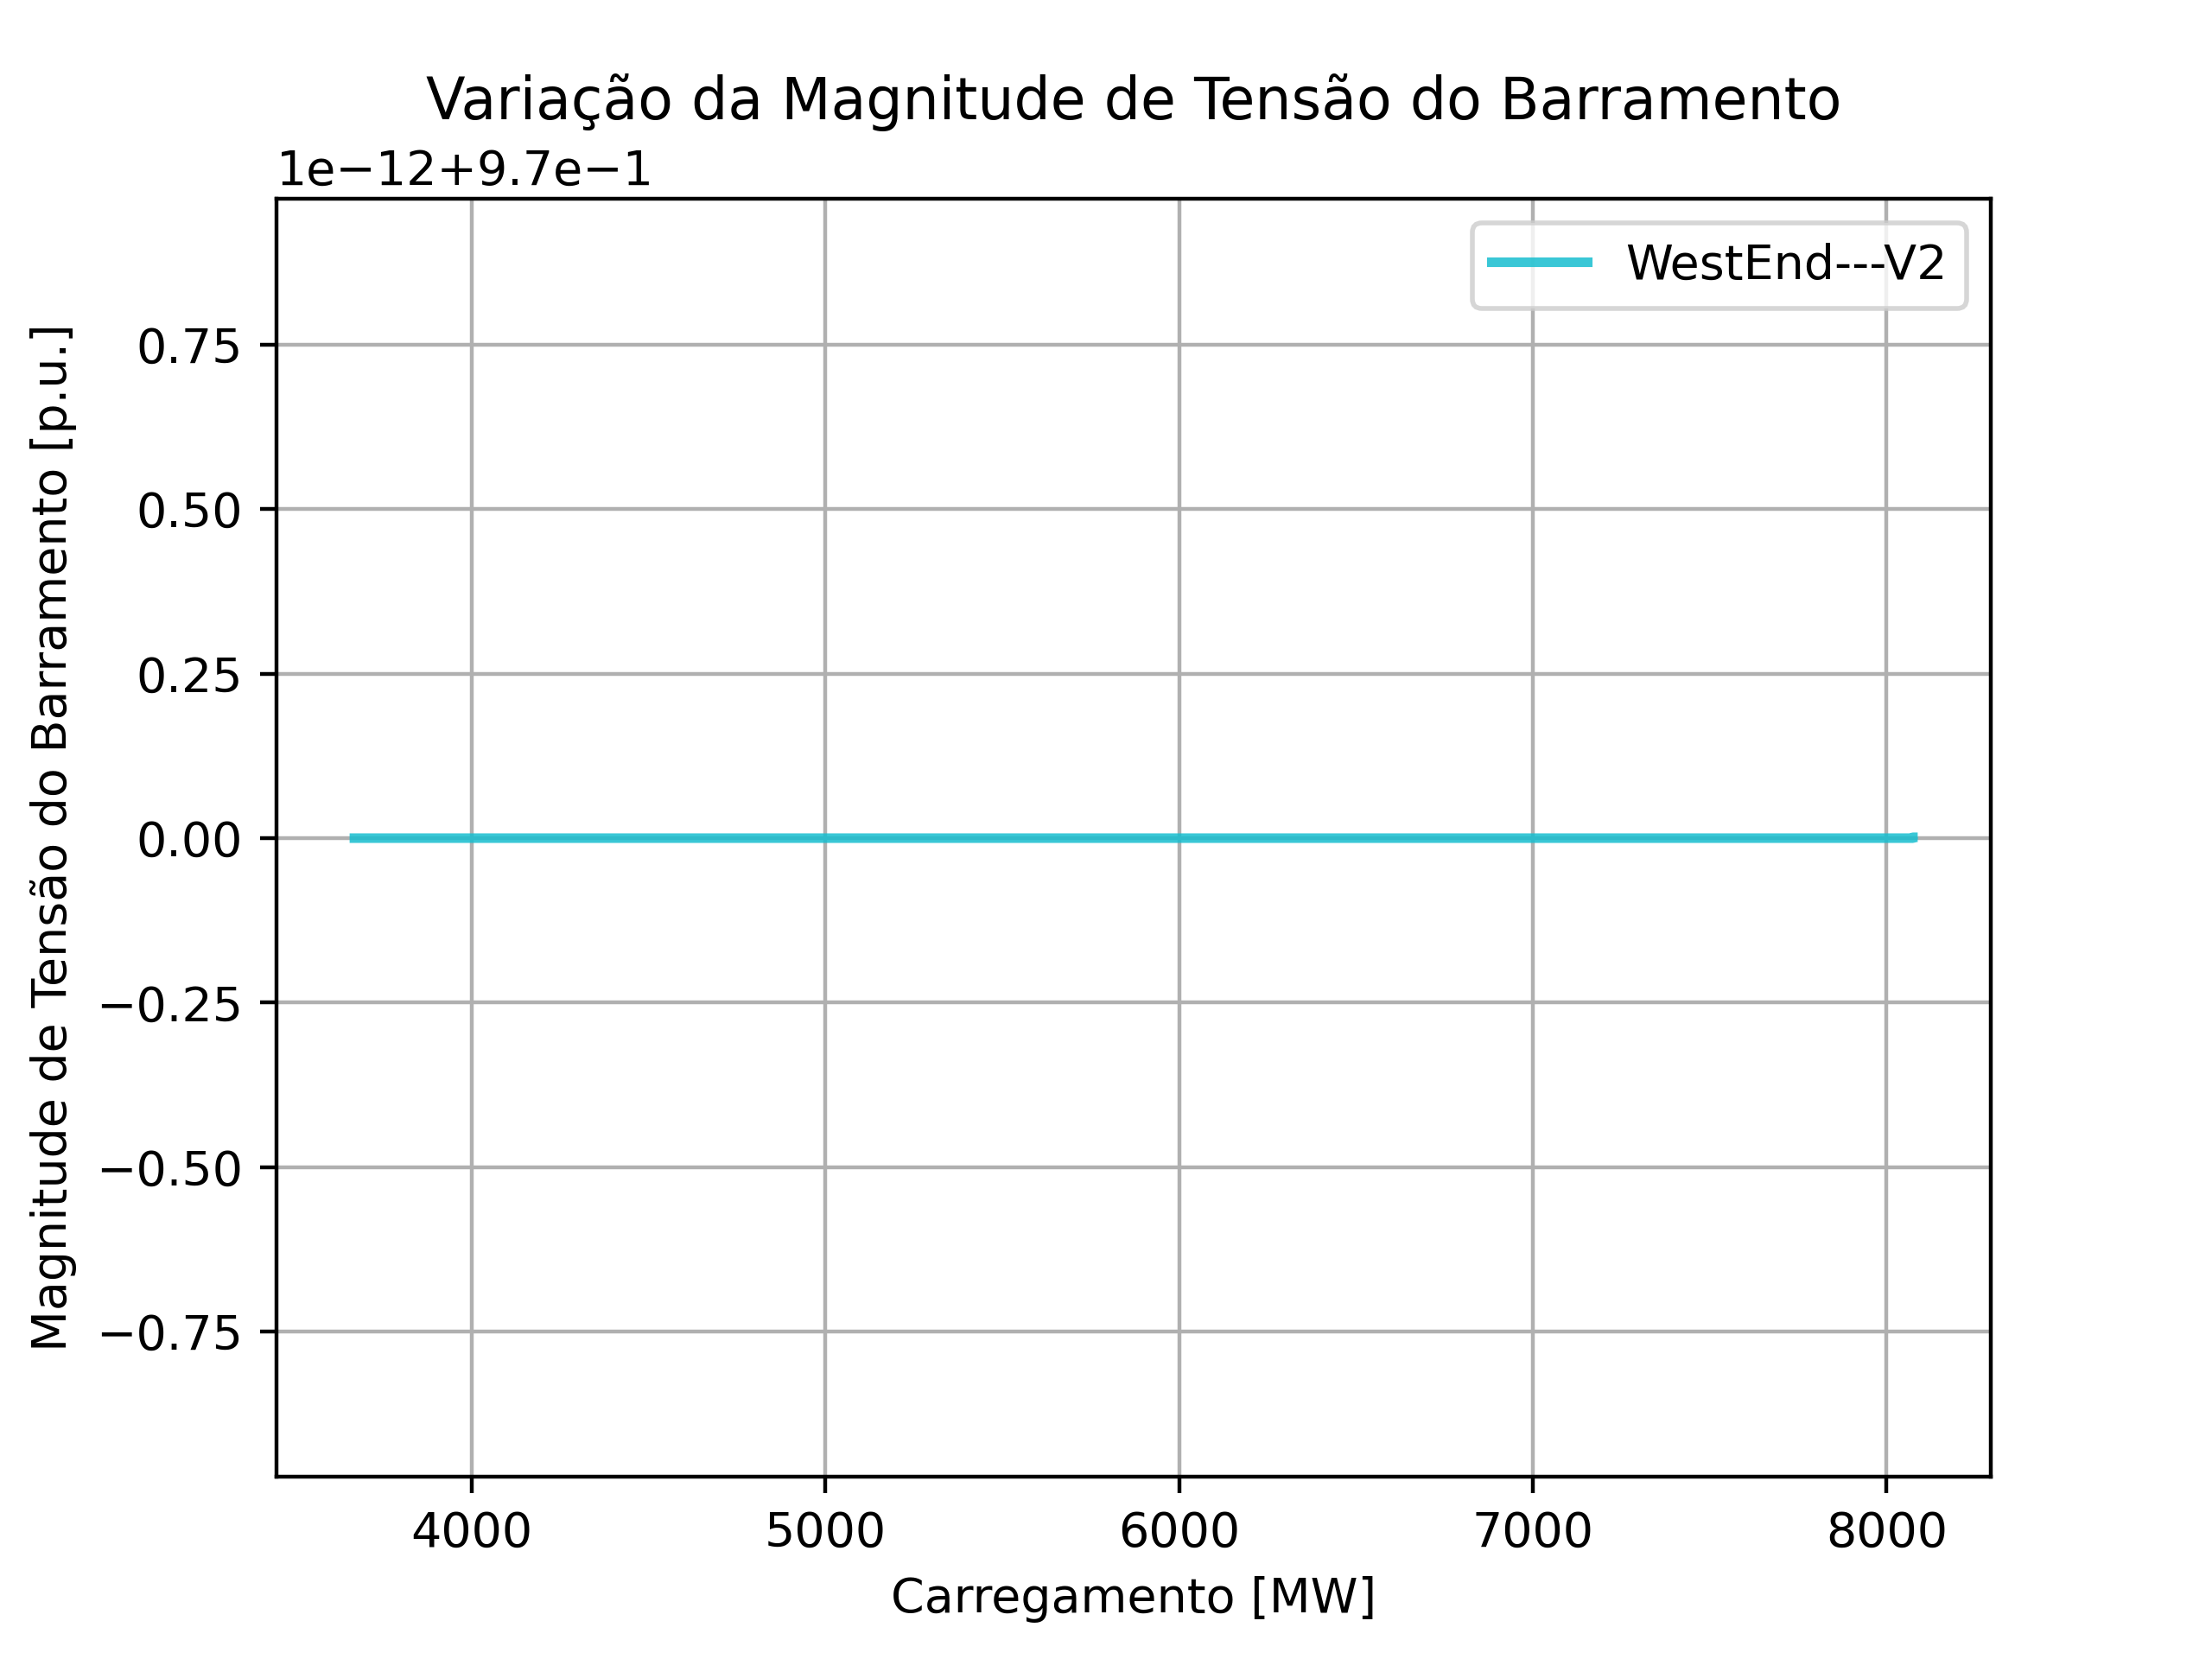 Variação da Magnitude de Tensão do Barramento
1e−12+9.7e−1
WestEnd---V2
Magnitude de Tensão do Barramento [p.u.]
0.75
0.50
0.25
0.00
−0.25
−0.50
−0.75
4000 5000 6000 7000 8000
Carregamento [MW]